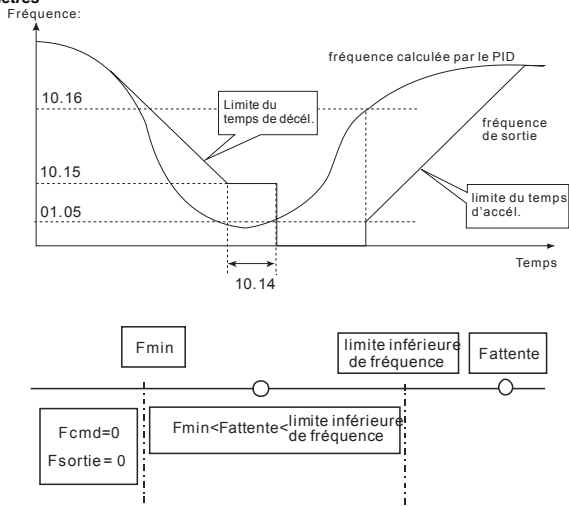 Fréquence:
fréquence calculée par le PID
10.16
Limite du
temps de décél.
fréquence
de sortie
10.15
limite du temps
d'accél.
01.05
Temps
10.14
Fmin
limite inférieure
de fréquence
Fattente
Fcmd=0
Fsortie = 0
Fmin<Fattente<limite inférieure
de fréquence